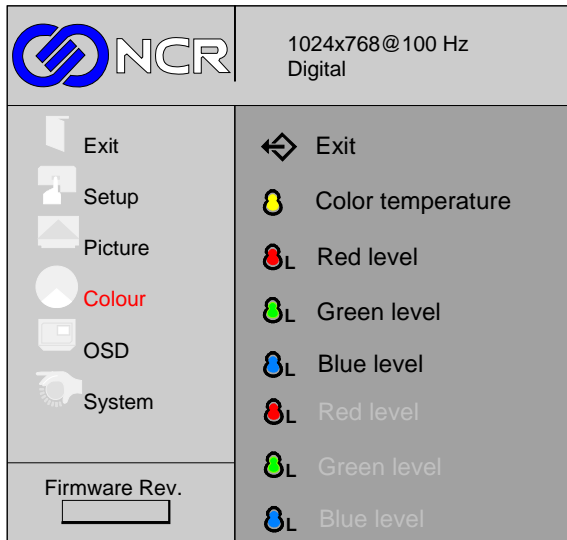 NCR
1024x768@100 Hz
Digital
Exit
Setup
Picture
Colour
OSD
System
Firmware Rev.
Exit
Color temperature
L Red level
L Green level
L Blue level
L Red level
L Green level
L Blue level